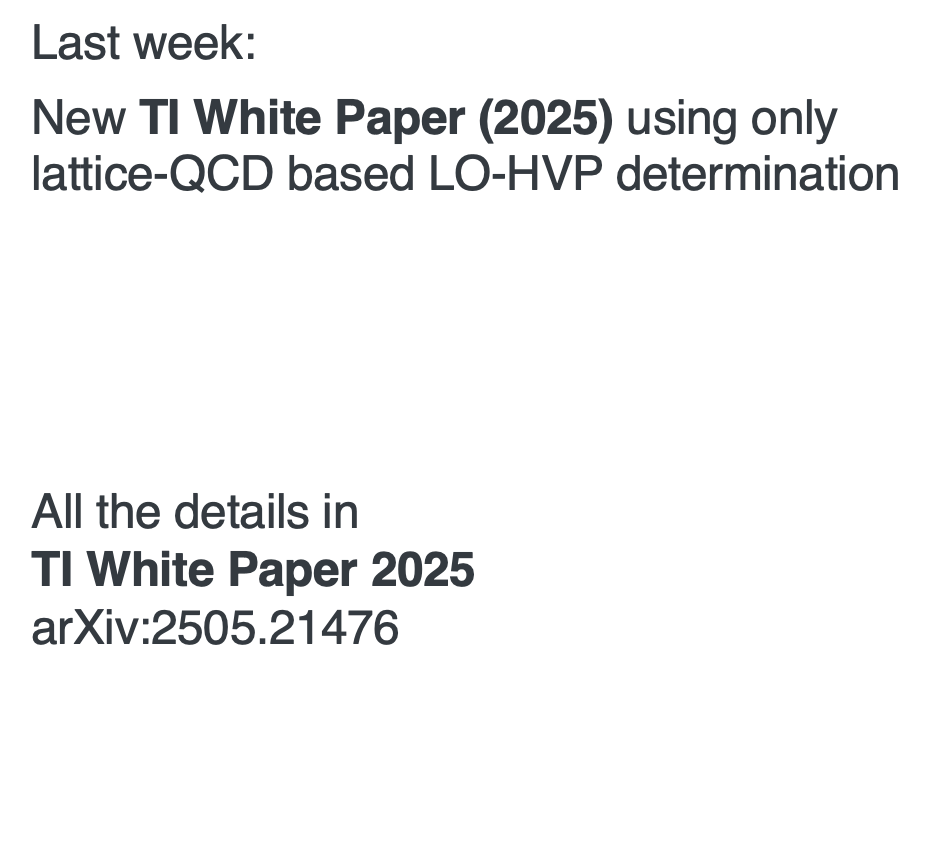 Last week:
New TI White Paper (2025) using only
lattice-QCD based LO-HVP determination
All the details in
TI White Paper 2025
arXiv:2505.21476